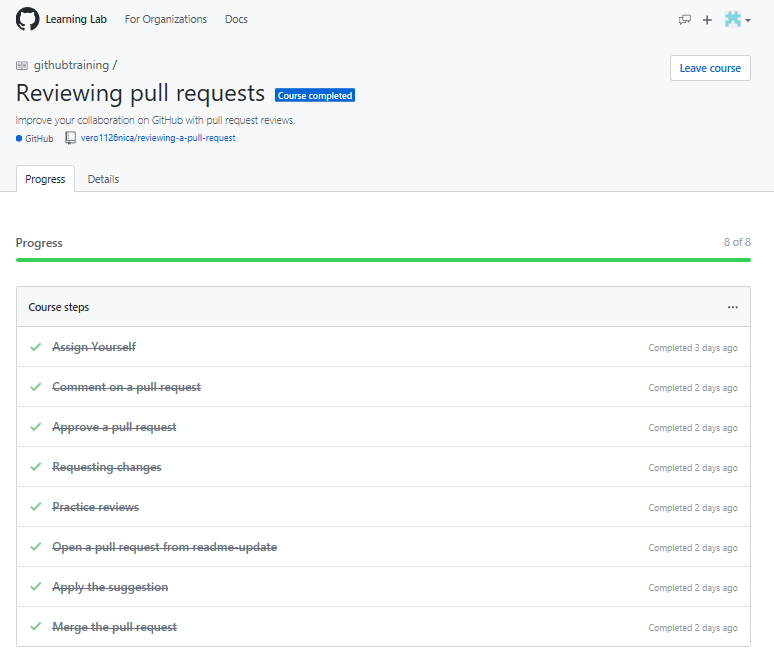 Learning Lab For Organizations Docs
githubtraining /
Leave course
Reviewing pull requests Course completed
Improve your collaboration on GitHub with pull request reviews.
GitHub vero1126nica/reviewing-a-pull-request
Progress Details
Progress 8 of 8
Course steps ...
Assign Yourself Completed 3 days ago
Comment on a pull request Completed 2 days ago
Approve a pull request Completed 2 days ago
Requesting changes Completed 2 days ago
Practice reviews Completed 2 days ago
Open a pull request from readme-update Completed 2 days ago
Apply the suggestion Completed 2 days ago
Merge the pull request Completed 2 days ago